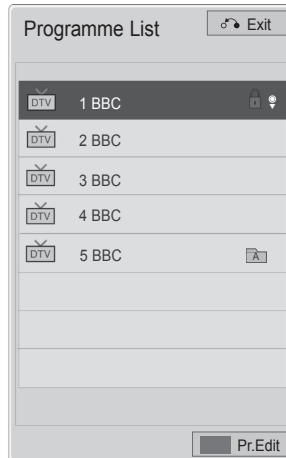 Programme List
Exit
DTV 1 BBC
DTV 2 BBC
DTV 3 BBC
DTV 4 BBC
DTV 5 BBC A
Pr.Edit